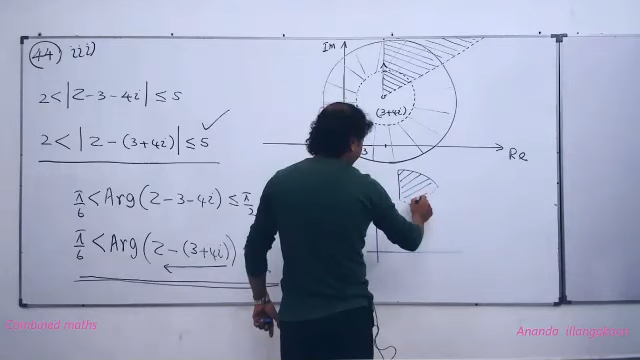 44) iii)
2 < |Z-3-4i| ≤ 5
2 < |Z-(3+4i)| ≤ 5 ✓
π/6 < Arg(Z-3-4i) ≤ π/2
π/6 < Arg(Z-(3+4i))
Im
(3+4i)
3
Re
Combined maths
Ananda illangakoon